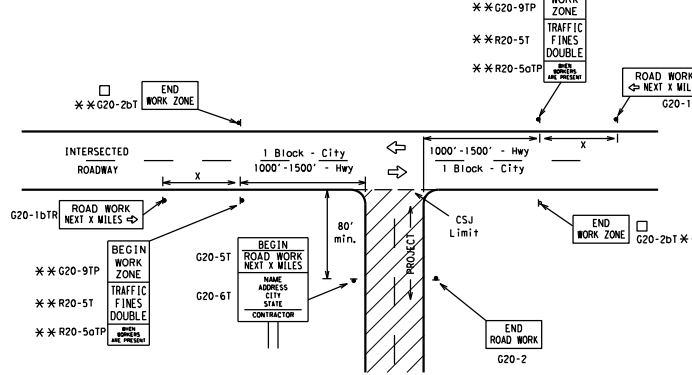 WORK
ZONE
**G20-9TP
TRAFFIC
FINES
DOUBLE
**R20-5T
WHEN
WORKERS
ARE PRESENT
**R20-5aTP
ROAD WORK
NEXT X MIL
G20-1
END
WORK ZONE
**G20-2bT
INTERSECTED
ROADWAY
1 Block - City
1000'-1500' - Hwy
1000'-1500' - Hwy
1 Block - City
X
X
G20-1bTR
ROAD WORK
NEXT X MILES
80'
min.
PROJECT
CSJ
Limit
END
WORK ZONE
G20-2bT*
BEGIN
WORK
ZONE
**G20-9TP
TRAFFIC
FINES
DOUBLE
**R20-5T
WHEN
WORKERS
ARE PRESENT
**R20-5aTP
G20-5T
BEGIN
ROAD WORK
NEXT X MILES
G20-6T
NAME
ADDRESS
CITY
STATE
CONTRACTOR
END
ROAD WORK
G20-2